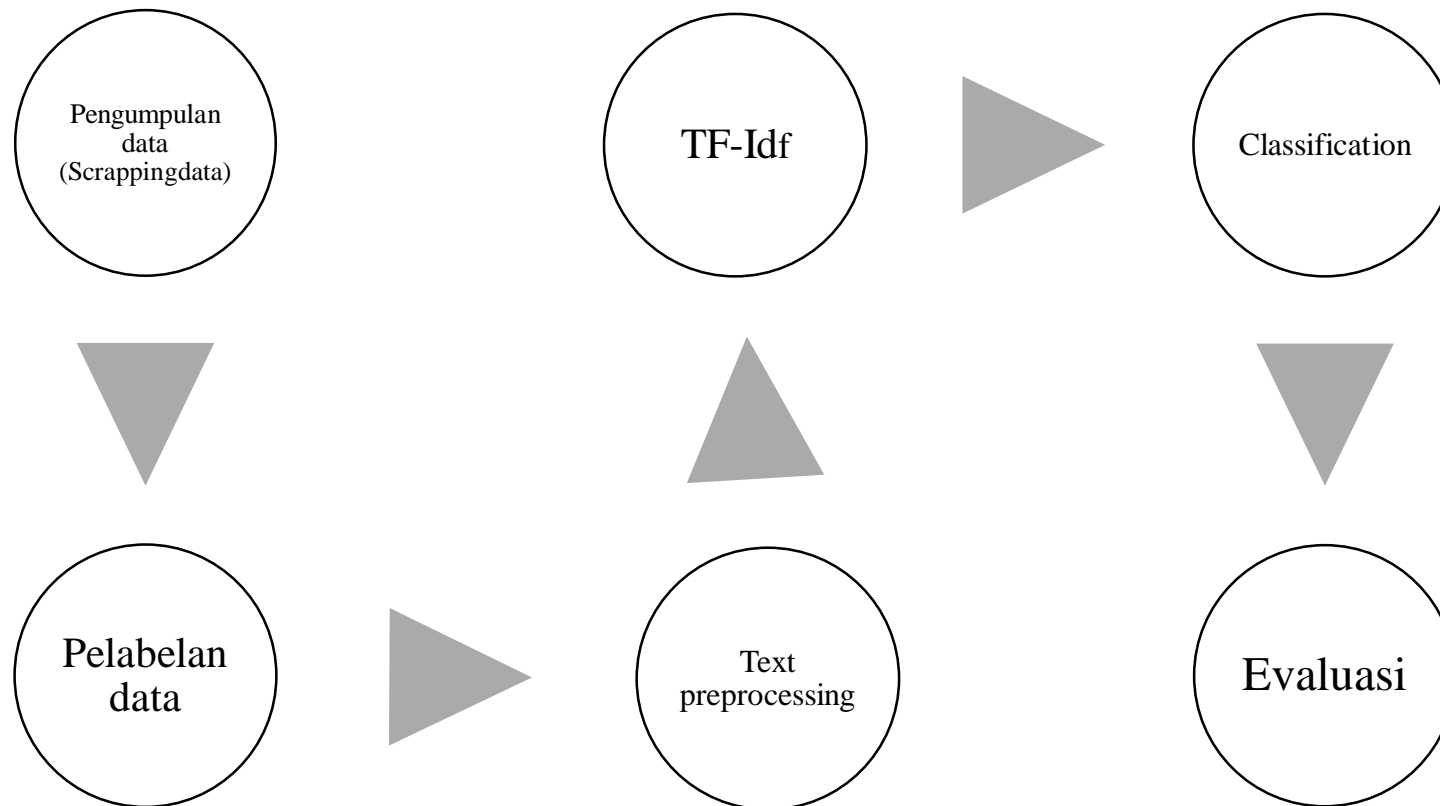 Pengumpulan
data
(Scrappingdata)
Pelabelan
data
Text
preprocessing
TF-Idf
Classification
Evaluasi